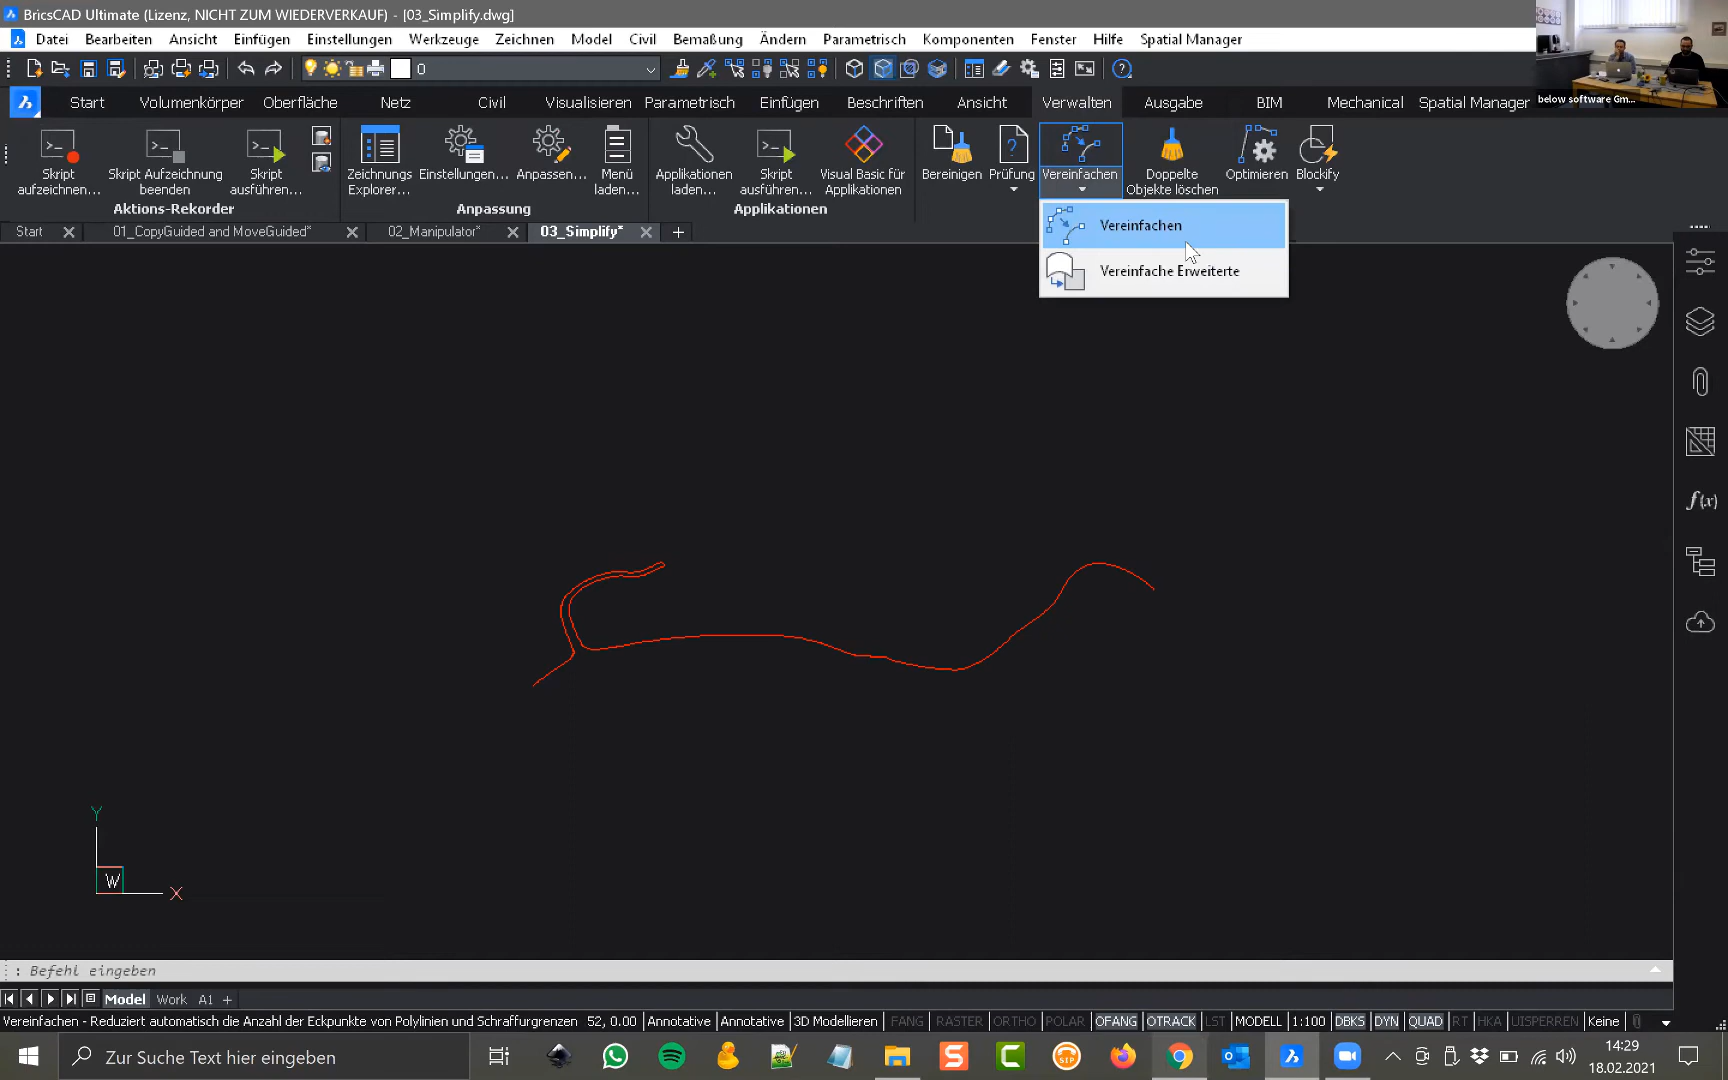 BricsCAD Ultimate (Lizenz, NICHT ZUM WIEDERVERKAUF) - [03_Simplify.dwg]
Datei Bearbeiten Ansicht Einfügen Einstellungen Werkzeuge Zeichnen Model Civil Bemaßung Ändern Parametrisch Komponenten Fenster Hilfe Spatial Manager
0
below software Gm...
Start Volumenkörper Oberfläche Netz Civil Visualisieren Parametrisch Einfügen Beschriften Ansicht Verwalten Ausgabe BIM Mechanical Spatial Manager
Skript aufzeichnen...
Skript Aufzeichnung beenden
Skript ausführen...
Zeichnungs Explorer...
Einstellungen...
Anpassen...
Menü laden...
Applikationen laden...
Skript ausführen...
Visual Basic für Applikationen
Bereinigen
Prüfung
Vereinfachen
Doppelte Objekte löschen
Optimieren
Blockify
Aktions-Rekorder Anpassung Applikationen
Start 01_CopyGuided and MoveGuided* 02_Manipulator* 03_Simplify*
Vereinfachen
Vereinfache Erweiterte
f(x)
Y
W
X
: Befehl eingeben
Model Work A1 +
Vereinfachen - Reduziert automatisch die Anzahl der Eckpunkte von Polylinien und Schraffurgrenzen 52, 0.00 Annotative Annotative 3D Modellieren FANG RASTER ORTHO POLAR OFANG OTRACK LST MODELL 1:100 DBKS DYN QUAD RT HKA UISPERREN Keine
Zur Suche Text hier eingeben
14:29
18.02.2021